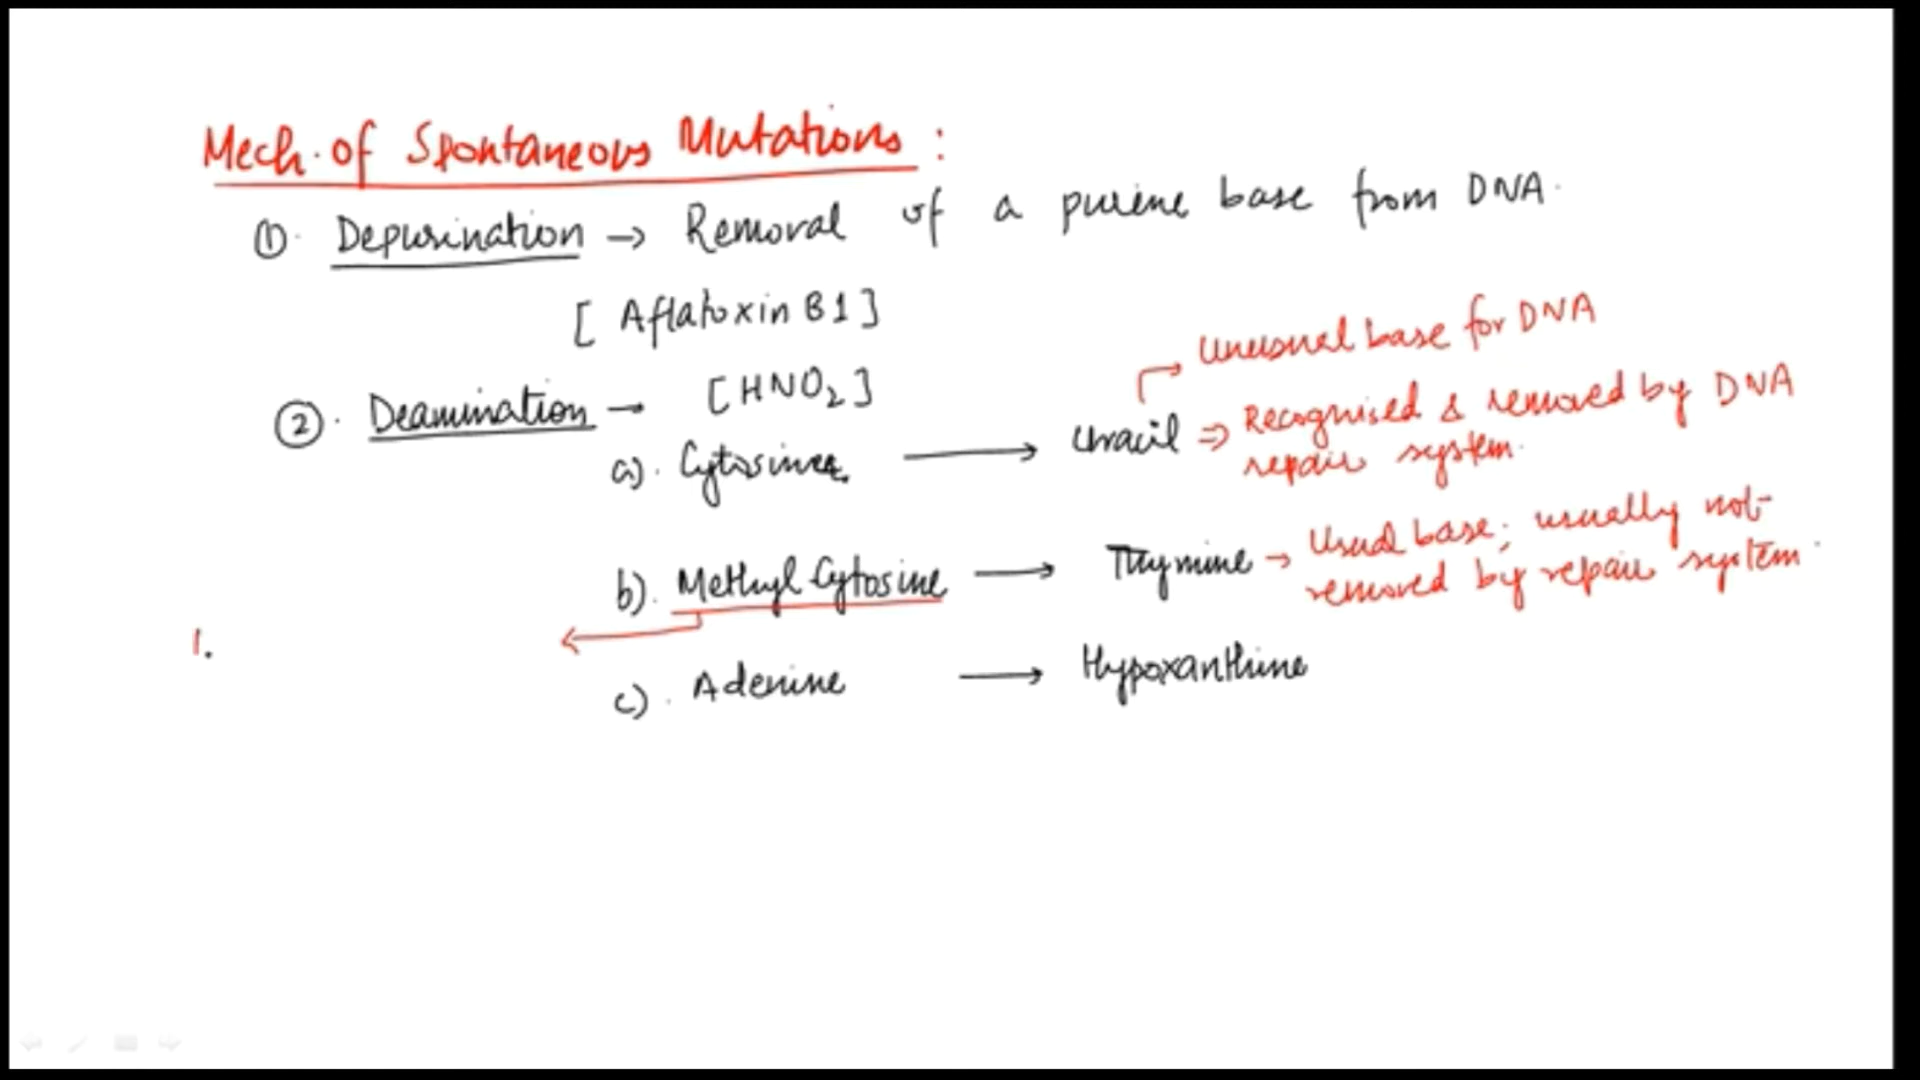 Mech. of Spontaneous Mutations :
① Depurination → Removal of a purine base from DNA.
[ Aflatoxin B1 ]
② Deamination → [ HNO2 ]
Unusual base for DNA
a). Cytosine → Uracil ⇒ Recognised & removed by DNA
repair system.
b). Methyl Cytosine → Thymine → Usual base; usually not
removed by repair system.
1.
c). Adenine → Hypoxanthine